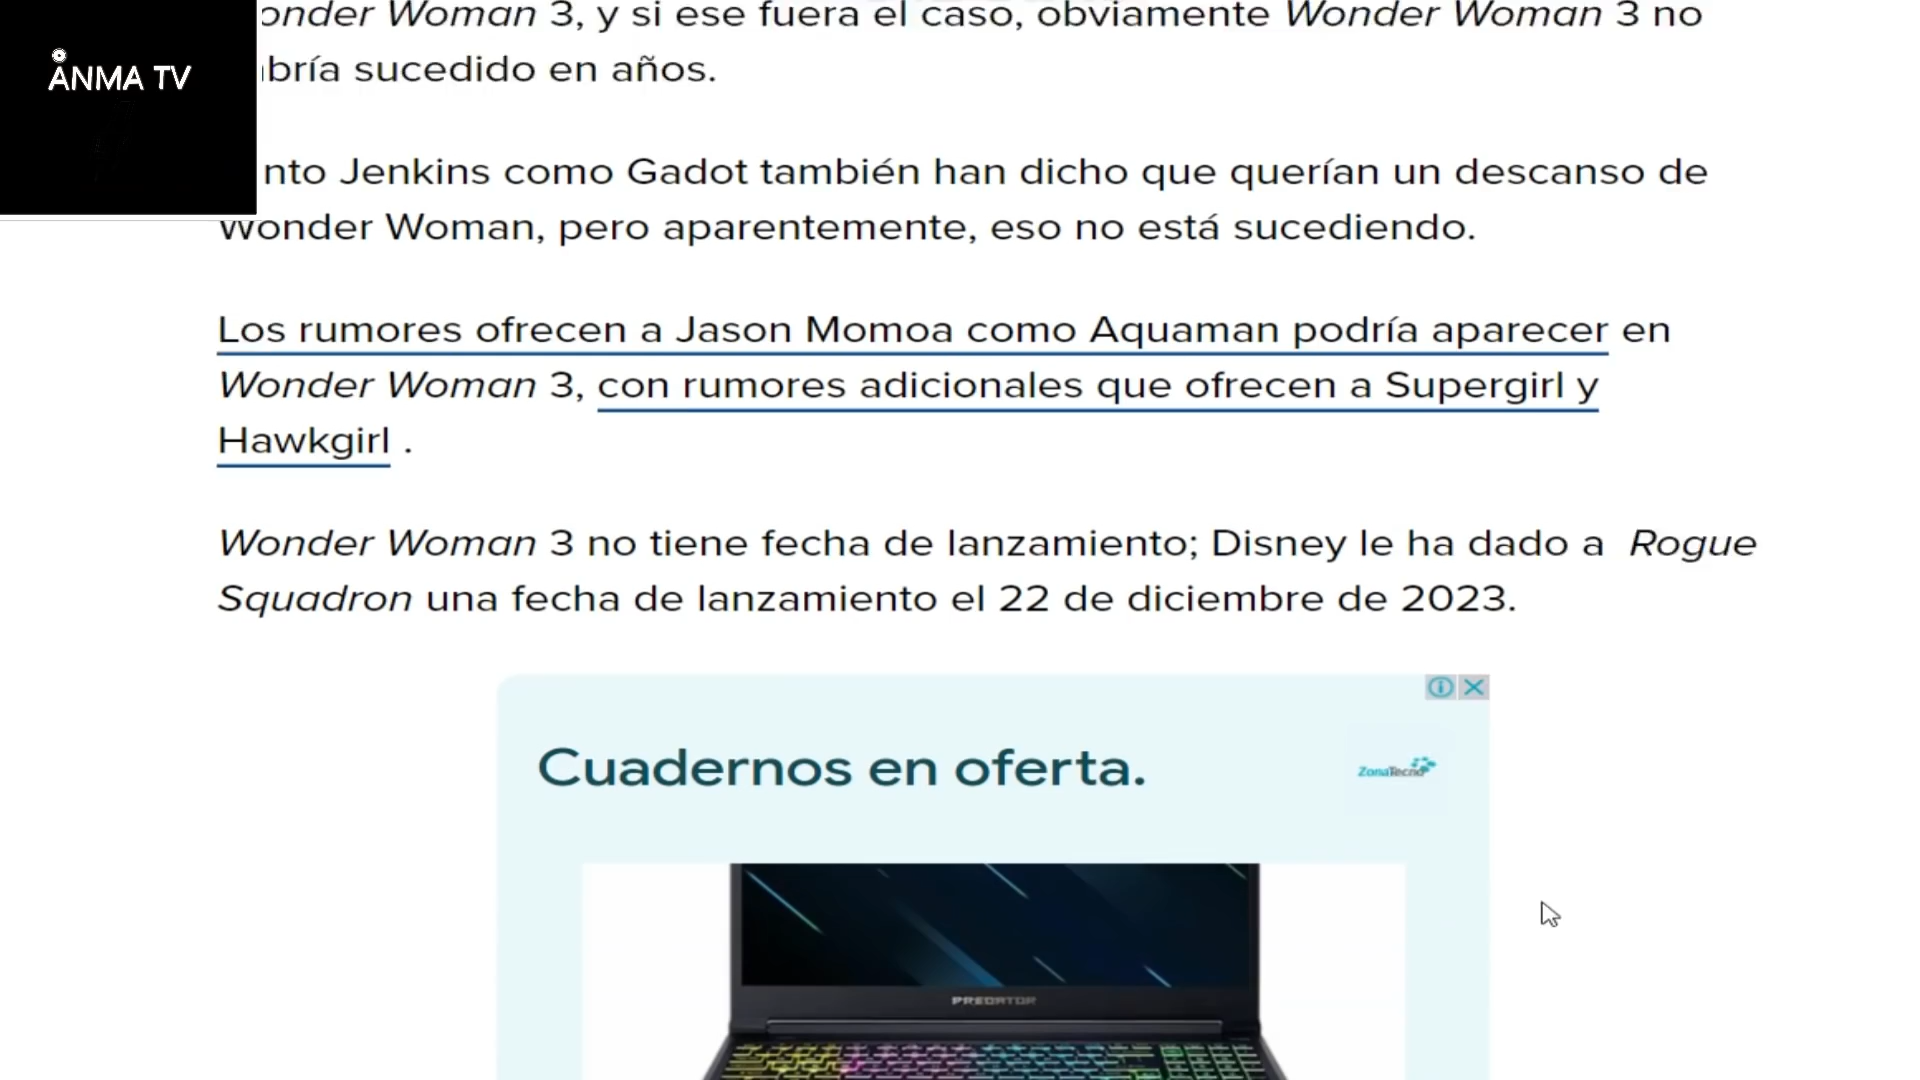 ANMA TV
onder Woman 3, y si ese fuera el caso, obviamente Wonder Woman 3 no
bría sucedido en años.
nto Jenkins como Gadot también han dicho que querían un descanso de
Wonder Woman, pero aparentemente, eso no está sucediendo.
Los rumores ofrecen a Jason Momoa como Aquaman podría aparecer en
Wonder Woman 3, con rumores adicionales que ofrecen a Supergirl y
Hawkgirl .
Wonder Woman 3 no tiene fecha de lanzamiento; Disney le ha dado a Rogue
Squadron una fecha de lanzamiento el 22 de diciembre de 2023.
Cuadernos en oferta.
ZonaTecno
PREDATOR